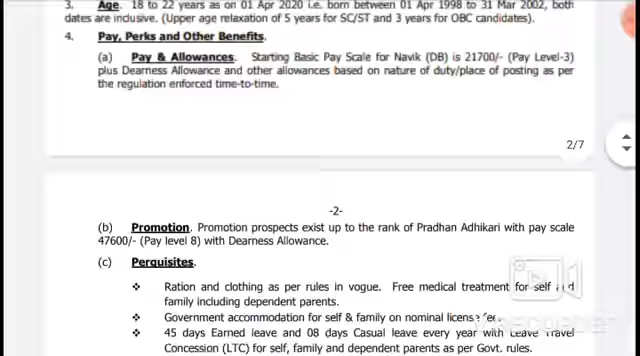 3. Age. 18 to 22 years as on 01 Apr 2020 i.e. born between 01 Apr 1998 to 31 Mar 2002, both
dates are inclusive. (Upper age relaxation of 5 years for SC/ST and 3 years for OBC candidates).
4. Pay, Perks and Other Benefits.
(a) Pay & Allowances. Starting Basic Pay Scale for Navik (DB) is 21700/- (Pay Level-3)
plus Dearness Allowance and other allowances based on nature of duty/place of posting as per
the regulation enforced time-to-time.
2/7
-2-
(b) Promotion. Promotion prospects exist up to the rank of Pradhan Adhikari with pay scale
47600/- (Pay level 8) with Dearness Allowance.
(c) Perquisites.
❖ Ration and clothing as per rules in vogue. Free medical treatment for self and
family including dependent parents.
❖ Government accommodation for self & family on nominal license fee.
❖ 45 days Earned leave and 08 days Casual leave every year with Leave Travel
Concession (LTC) for self, family and dependent parents as per Govt. rules.